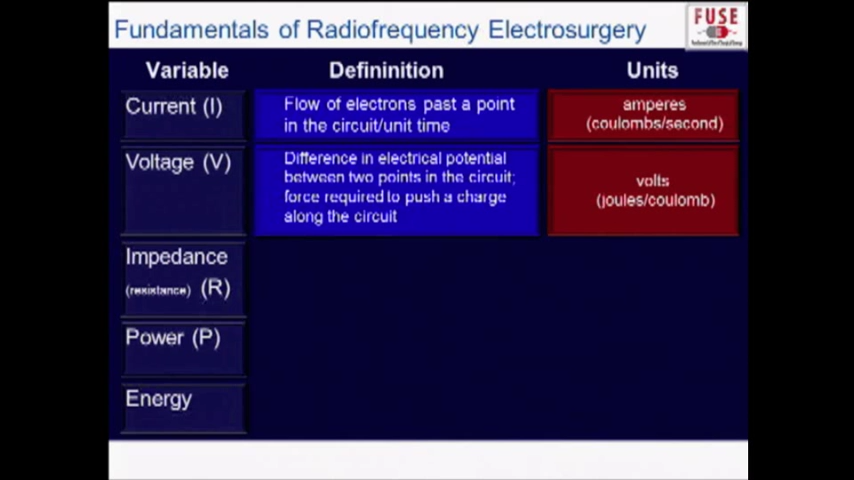 Fundamentals of Radiofrequency Electrosurgery
FUSE
Variable Defininition Units
Current (I) Flow of electrons past a point amperes
in the circuit/unit time (coulombs/second)
Voltage (V) Difference in electrical potential
between two points in the circuit; volts
force required to push a charge (joules/coulomb)
along the circuit
Impedance
(resistance) (R)
Power (P)
Energy